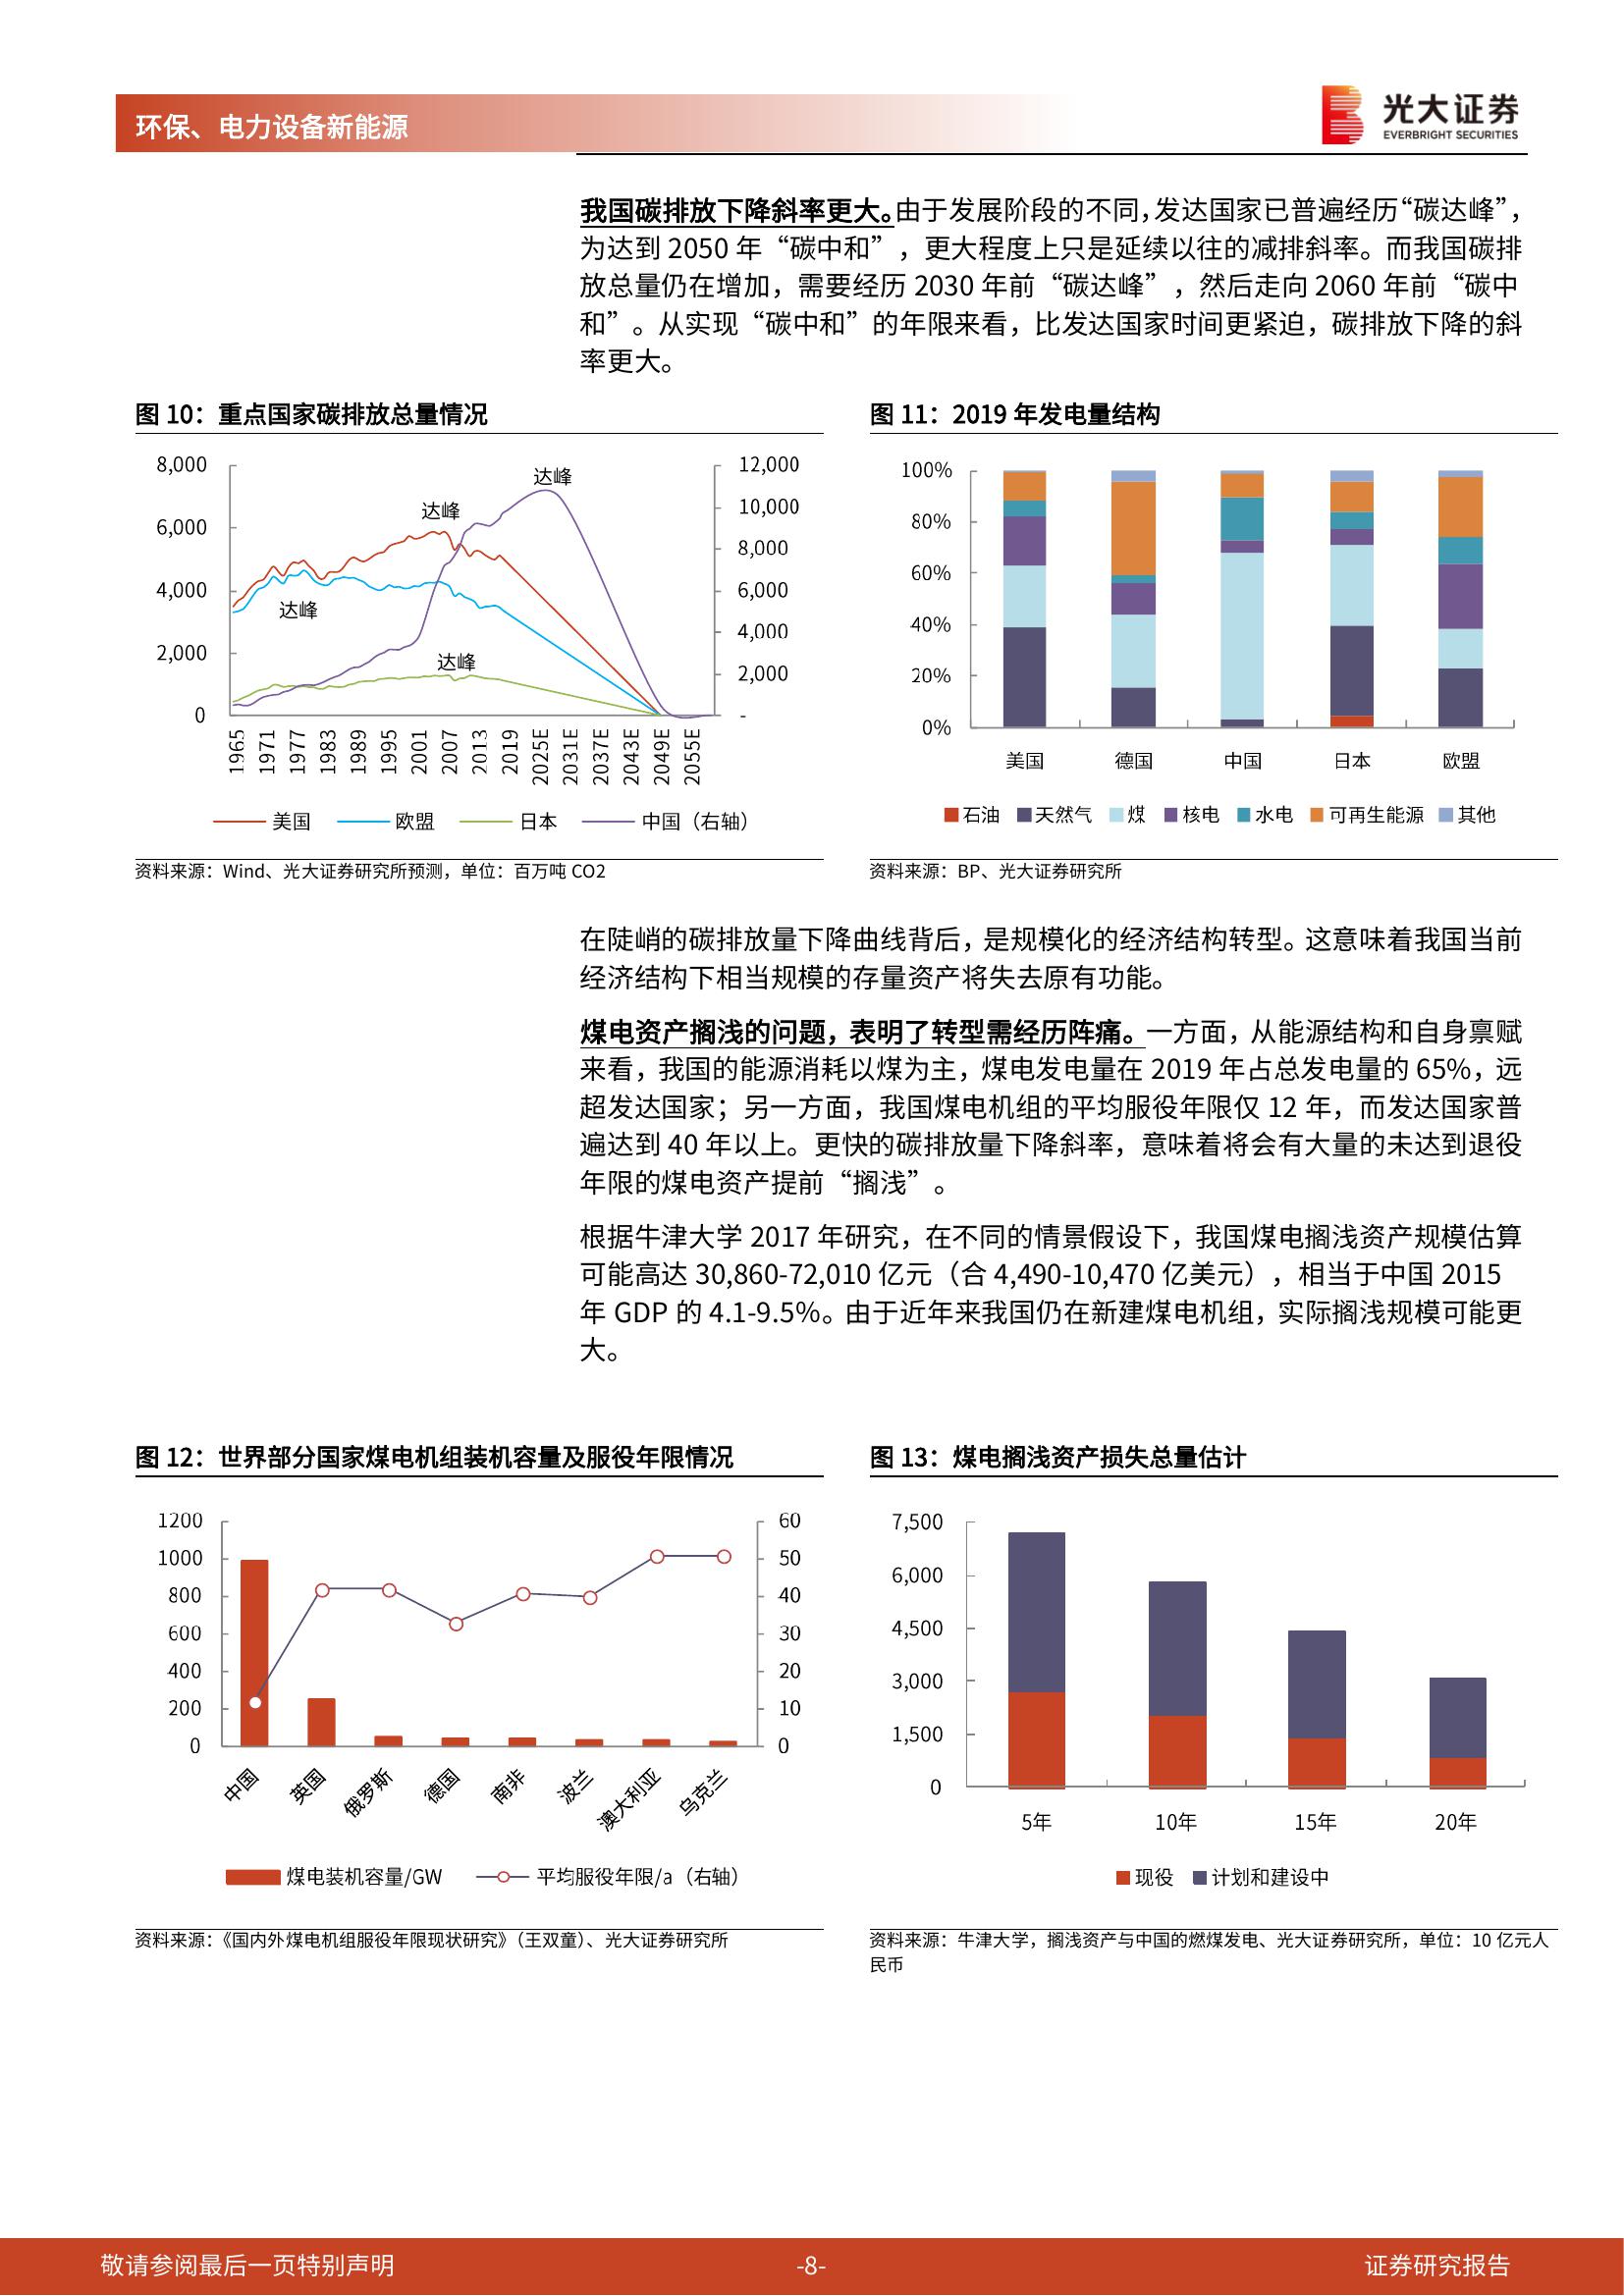 环保、电力设备新能源
光大证券
EVERBRIGHT SECURITIES
我国碳排放下降斜率更大。由于发展阶段的不同，发达国家已普遍经历“碳达峰”，
为达到 2050 年“碳中和”，更大程度上只是延续以往的减排斜率。而我国碳排
放总量仍在增加，需要经历 2030 年前“碳达峰”，然后走向 2060 年前“碳中
和”。从实现“碳中和”的年限来看，比发达国家时间更紧迫，碳排放下降的斜
率更大。
图 10：重点国家碳排放总量情况
8,000
6,000
4,000
2,000
0
12,000
10,000
8,000
6,000
4,000
2,000
-
达峰
达峰
达峰
达峰
1965 1971 1977 1983 1989 1995 2001 2007 2013 2019 2025E 2031E 2037E 2043E 2049E 2055E
美国 欧盟 日本 中国（右轴）
资料来源：Wind、光大证券研究所预测，单位：百万吨 CO2
图 11：2019 年发电量结构
100%
80%
60%
40%
20%
0%
美国 德国 中国 日本 欧盟
石油 天然气 煤 核电 水电 可再生能源 其他
资料来源：BP、光大证券研究所
在陡峭的碳排放量下降曲线背后，是规模化的经济结构转型。这意味着我国当前
经济结构下相当规模的存量资产将失去原有功能。
煤电资产搁浅的问题，表明了转型需经历阵痛。一方面，从能源结构和自身禀赋
来看，我国的能源消耗以煤为主，煤电发电量在 2019 年占总发电量的 65%，远
超发达国家；另一方面，我国煤电机组的平均服役年限仅 12 年，而发达国家普
遍达到 40 年以上。更快的碳排放量下降斜率，意味着将会有大量的未达到退役
年限的煤电资产提前“搁浅”。
根据牛津大学 2017 年研究，在不同的情景假设下，我国煤电搁浅资产规模估算
可能高达 30,860-72,010 亿元（合 4,490-10,470 亿美元），相当于中国 2015
年 GDP 的 4.1-9.5%。由于近年来我国仍在新建煤电机组，实际搁浅规模可能更
大。
图 12：世界部分国家煤电机组装机容量及服役年限情况
1200
1000
800
600
400
200
0
60
50
40
30
20
10
0
中国 英国 俄罗斯 德国 南非 波兰 澳大利亚 乌克兰
煤电装机容量/GW 平均服役年限/a（右轴）
资料来源：《国内外煤电机组服役年限现状研究》（王双童）、光大证券研究所
图 13：煤电搁浅资产损失总量估计
7,500
6,000
4,500
3,000
1,500
0
5年 10年 15年 20年
现役 计划和建设中
资料来源：牛津大学，搁浅资产与中国的燃煤发电、光大证券研究所，单位：10 亿元人
民币
敬请参阅最后一页特别声明
-8-
证券研究报告